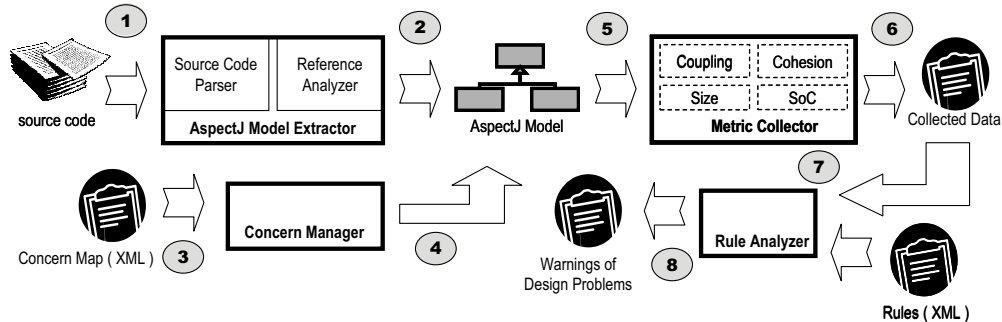 1
2
5
6
Source Code
Parser
Reference
Analyzer
AspectJ Model Extractor
source code
AspectJ Model
Coupling
Cohesion
Size
SoC
Metric Collector
Collected Data
7
Concern Manager
Concern Map ( XML )
3
4
Warnings of
Design Problems
8
Rule Analyzer
Rules ( XML )